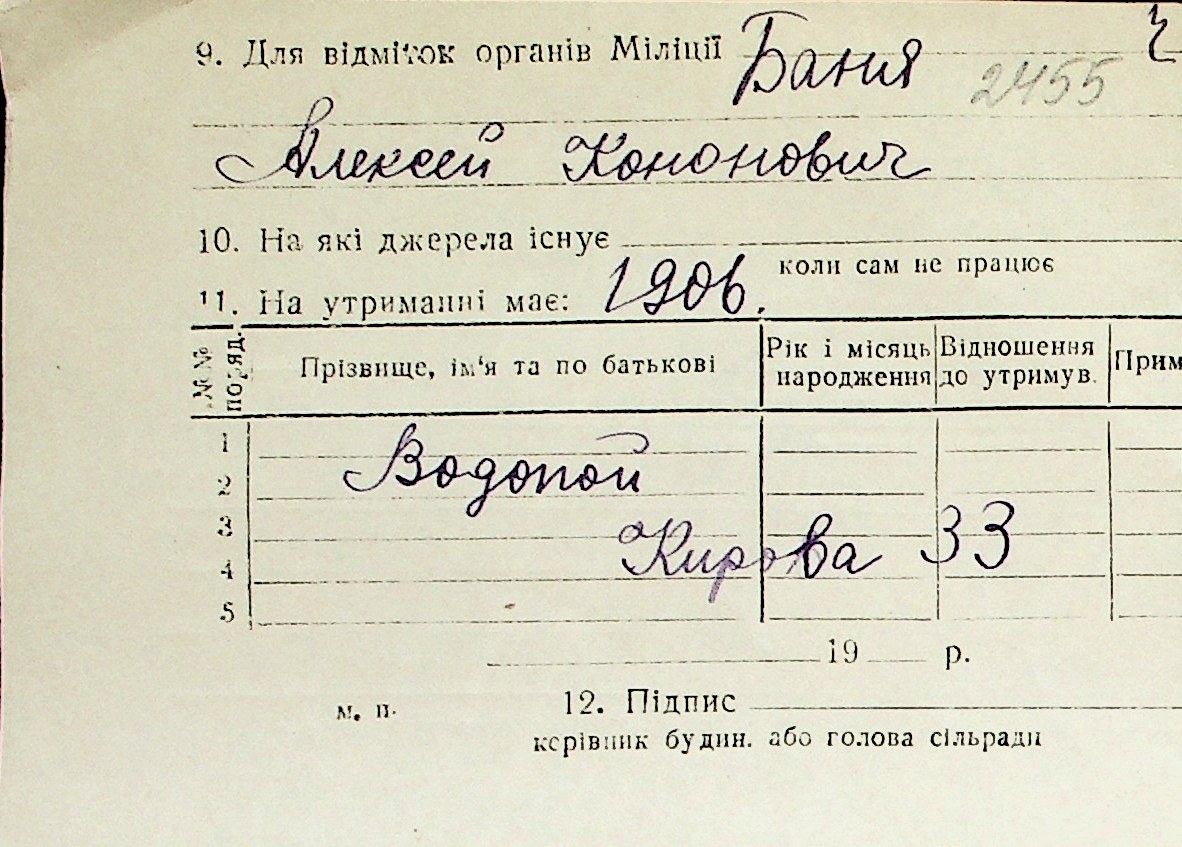 9. Для відміток органів Міліції Баня
2455
Алексей Кононович
10. На які джерела існує
коли сам не працює
11. На утриманні має: 1906.
№№ поряд. Прізвище, ім'я та по батькові Рік і місяць народження Відношення до утримув. Прим
1
2 Водопой
3
4 Кирова 33
5
19 р.
м. п. 12. Підпис
керівник будин. або голова сільради